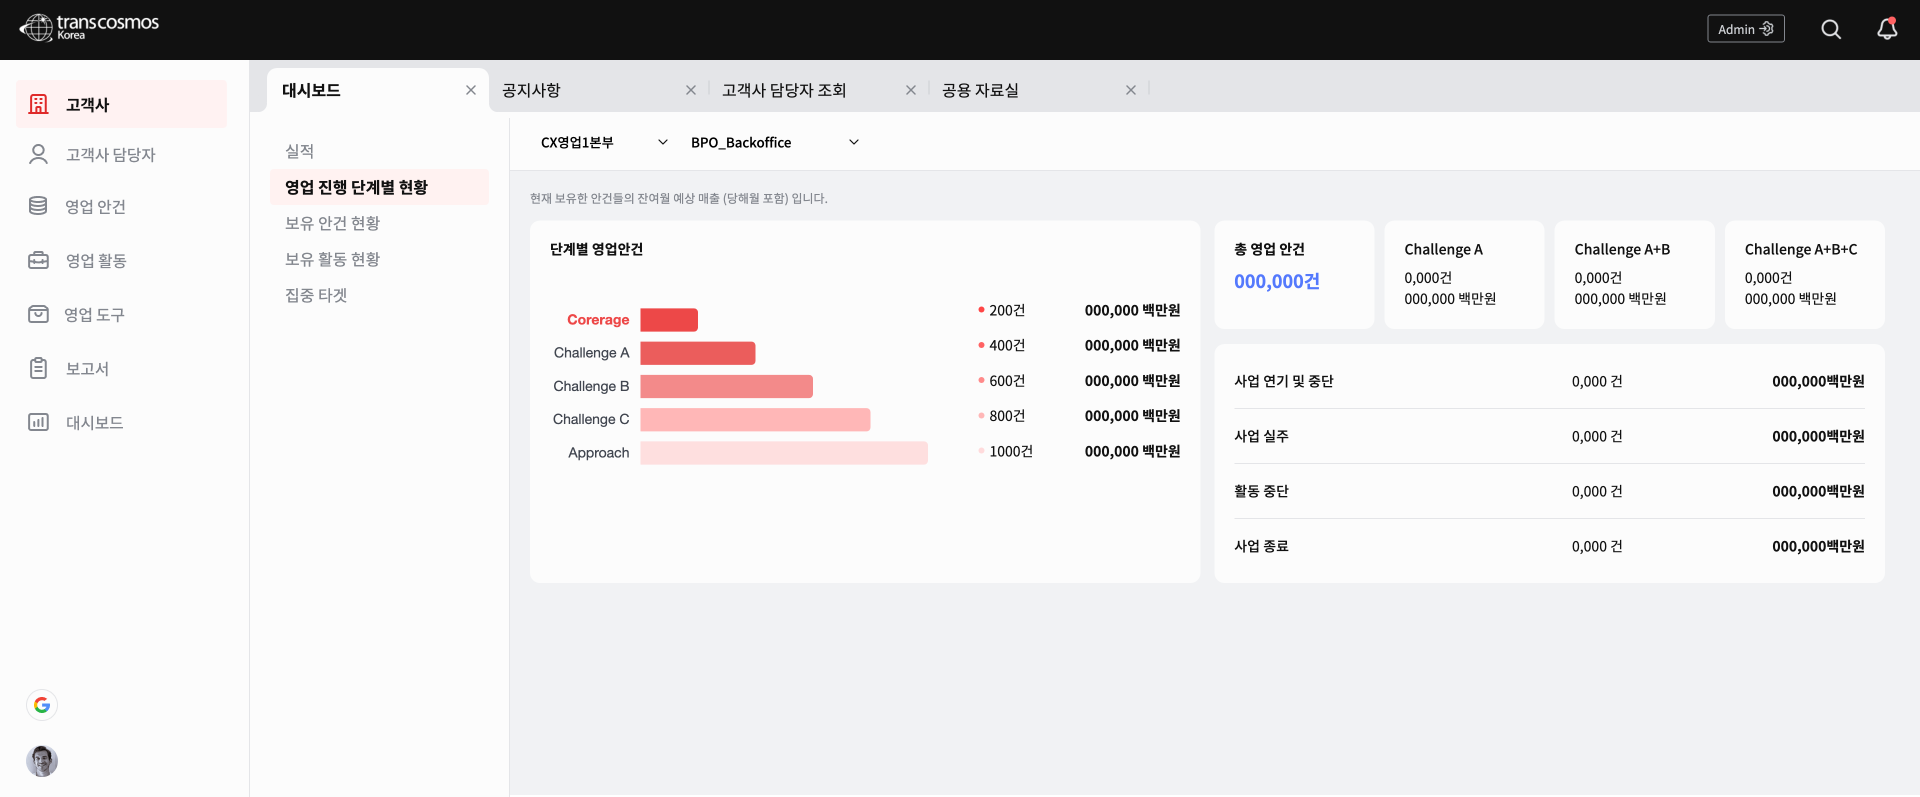 transcosmos
Korea
Admin
고객사
고객사 담당자
영업 안건
영업 활동
영업 도구
보고서
대시보드
대시보드
공지사항
고객사 담당자 조회
공용 자료실
실적
영업 진행 단계별 현황
보유 안건 현황
보유 활동 현황
집중 타겟
CX영업1본부
BPO_Backoffice
현재 보유한 안건들의 잔여월 예상 매출 (당해월 포함) 입니다.
단계별 영업안건
Corerage
200건 000,000 백만원
Challenge A
400건 000,000 백만원
Challenge B
600건 000,000 백만원
Challenge C
800건 000,000 백만원
Approach
1000건 000,000 백만원
총 영업 안건
000,000건
Challenge A
0,000건
000,000 백만원
Challenge A+B
0,000건
000,000 백만원
Challenge A+B+C
0,000건
000,000 백만원
사업 연기 및 중단 0,000 건 000,000백만원
사업 실주 0,000 건 000,000백만원
활동 중단 0,000 건 000,000백만원
사업 종료 0,000 건 000,000백만원